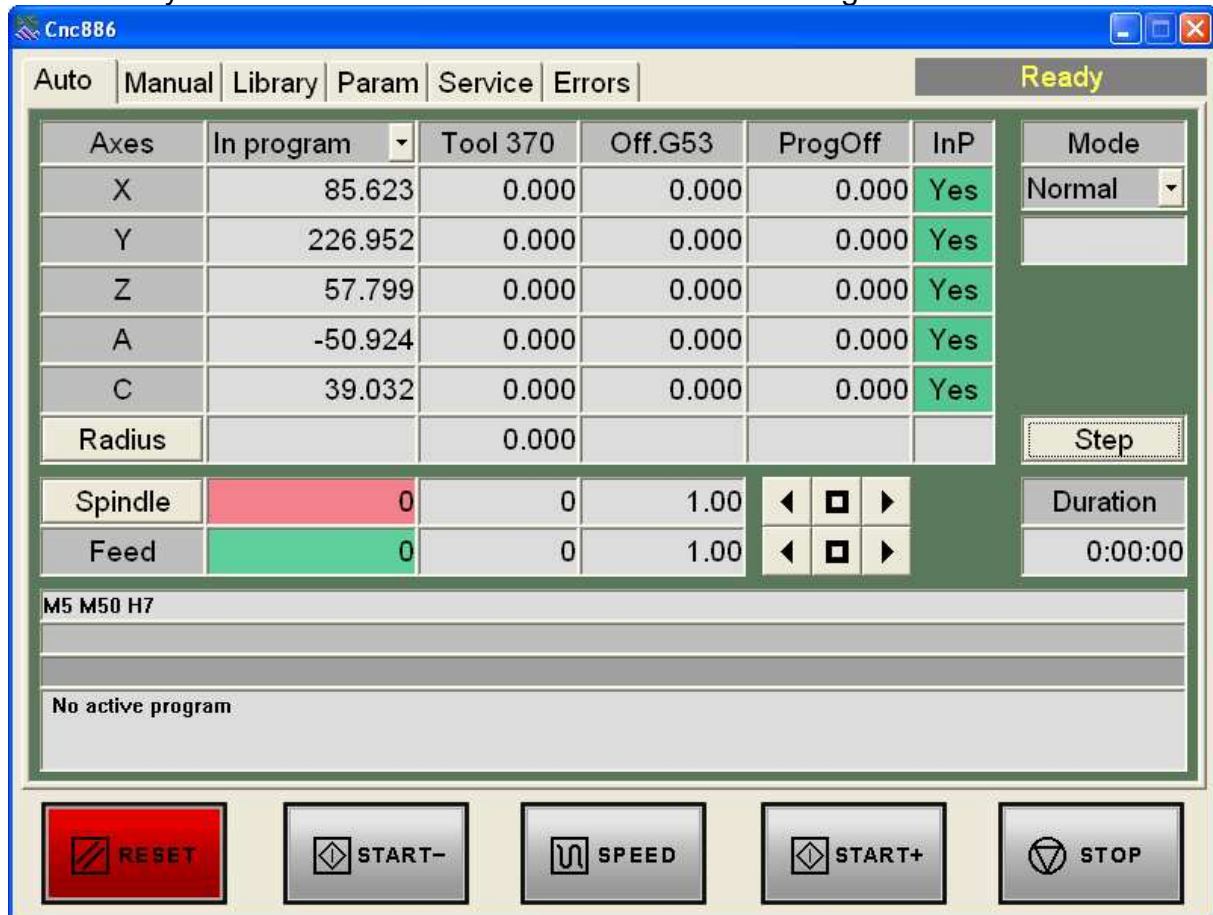 Cnc886
Auto Manual Library Param Service Errors Ready
Axes In program Tool 370 Off.G53 ProgOff InP Mode
X 85.623 0.000 0.000 0.000 Yes Normal
Y 226.952 0.000 0.000 0.000 Yes
Z 57.799 0.000 0.000 0.000 Yes
A -50.924 0.000 0.000 0.000 Yes
C 39.032 0.000 0.000 0.000 Yes
Radius 0.000 Step
Spindle 0 0 1.00 Duration
Feed 0 0 1.00 0:00:00
M5 M50 H7
No active program
RESET START- SPEED START+ STOP